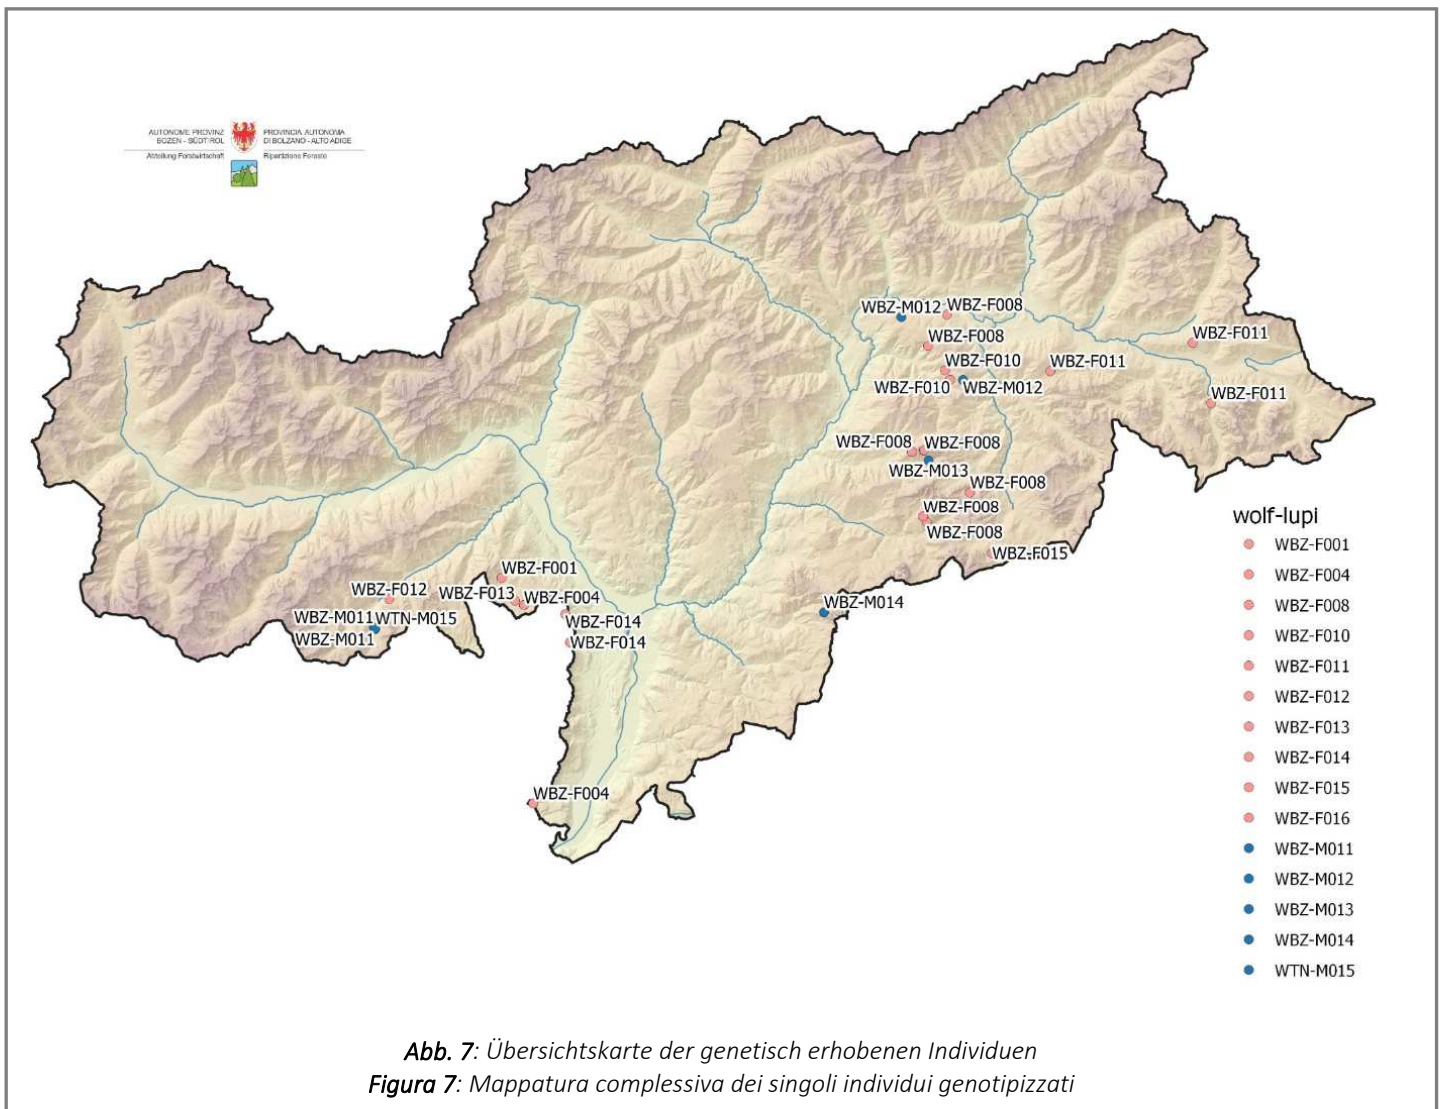 AUTONOME PROVINZ
BOZEN - SÜDTIROL
PROVINCIA AUTONOMA
DI BOLZANO - ALTO ADIGE
Abteilung Forstwirtschaft
Ripartizione Foreste
WBZ-M012
WBZ-F008
WBZ-F008
WBZ-F010
WBZ-F010
WBZ-M012
WBZ-F011
WBZ-F011
WBZ-F011
WBZ-F008
WBZ-F008
WBZ-M013
WBZ-F008
WBZ-F008
WBZ-F008
WBZ-F015
WBZ-F001
WBZ-F012
WBZ-F013
WBZ-F004
WBZ-M014
WBZ-M011
WTN-M015
WBZ-F014
WBZ-M011
WBZ-F014
WBZ-F004
wolf-lupi
WBZ-F001
WBZ-F004
WBZ-F008
WBZ-F010
WBZ-F011
WBZ-F012
WBZ-F013
WBZ-F014
WBZ-F015
WBZ-F016
WBZ-M011
WBZ-M012
WBZ-M013
WBZ-M014
WTN-M015
Abb. 7: Übersichtskarte der genetisch erhobenen Individuen
Figura 7: Mappatura complessiva dei singoli individui genotipizzati